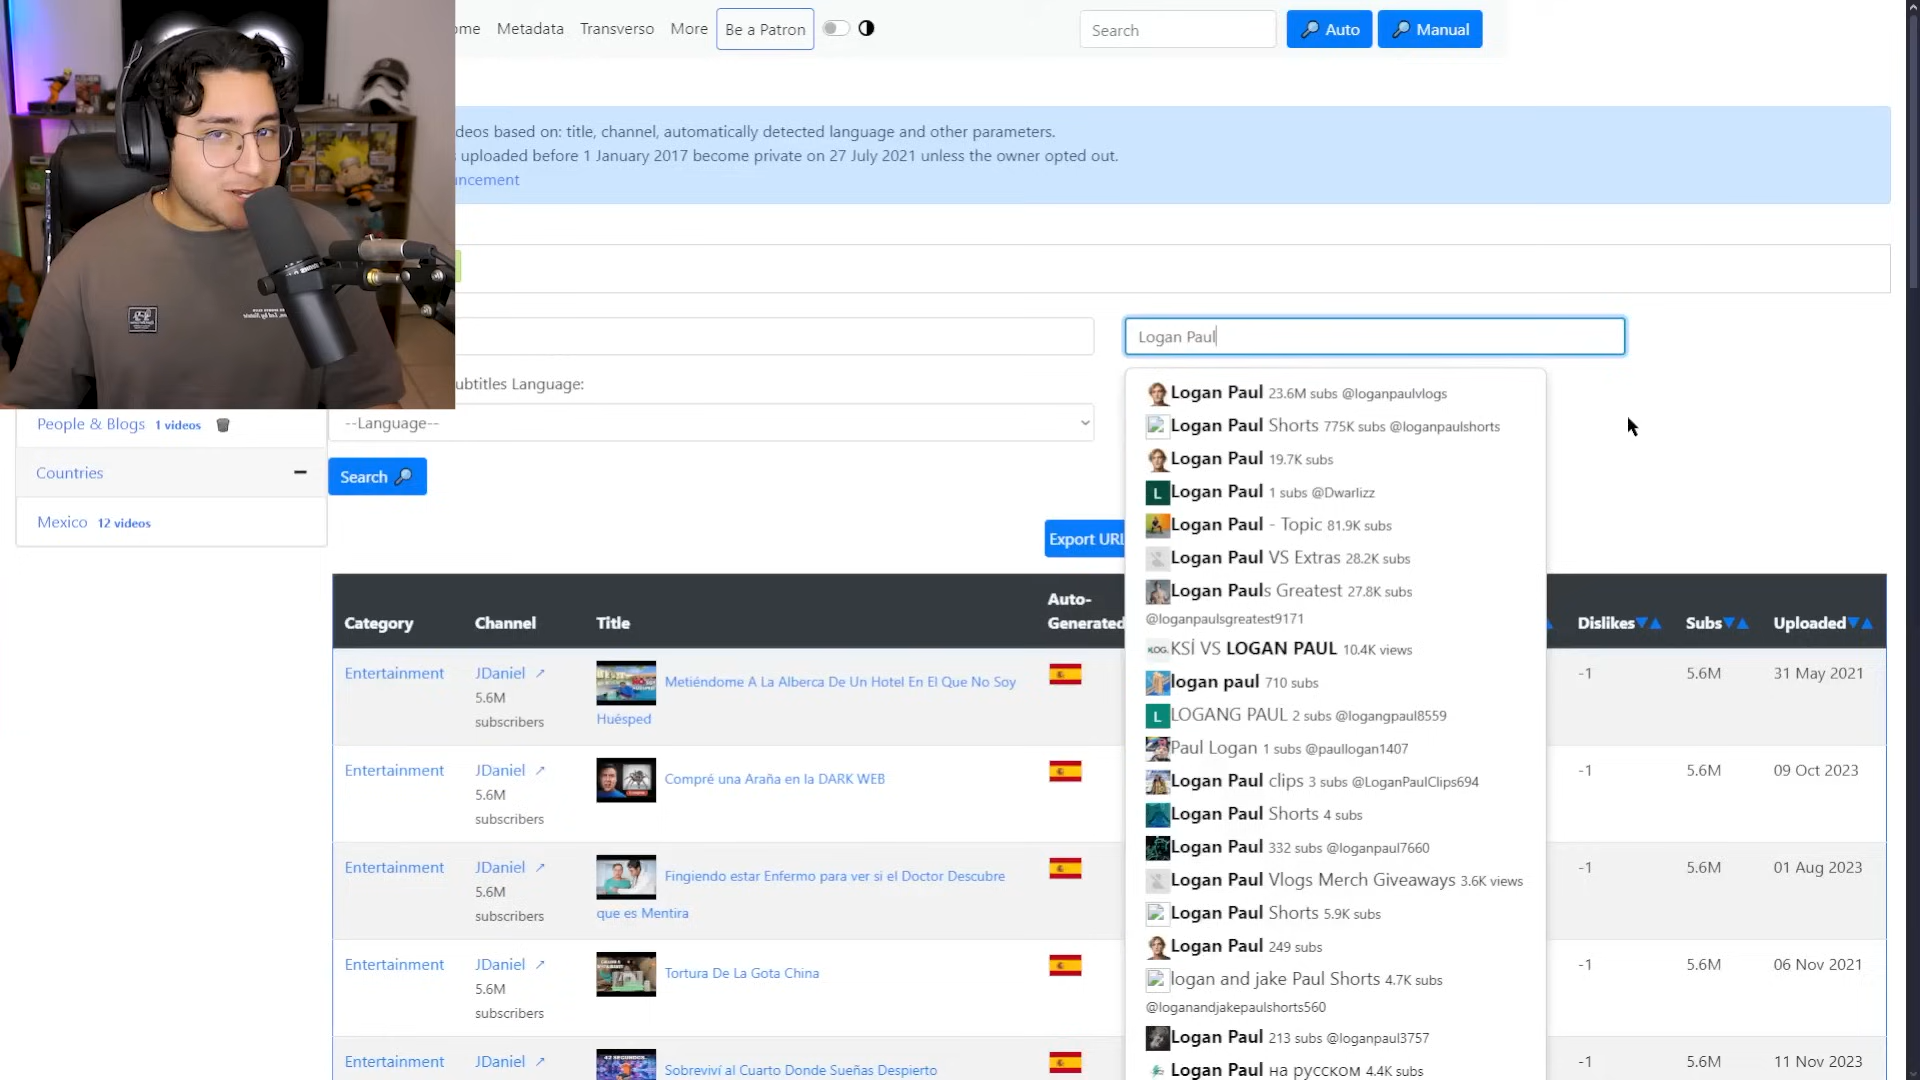 Metadata
Transverso
More
Be a Patron
Search
Auto
Manual
based on: title, channel, automatically detected language and other parameters.
uploaded before 1 January 2017 become private on 27 July 2021 unless the owner opted out.
Logan Paul
Language:
--Language--
Search
People & Blogs 1 videos
Countries
Mexico 12 videos
Logan Paul 23.6M subs @loganpaulvlogs
Logan Paul Shorts 775K subs @loganpaulshorts
Logan Paul 19.7K subs
Logan Paul 1 subs @Dwarlizz
Logan Paul - Topic 81.9K subs
Logan Paul VS Extras 28.2K subs
Logan Pauls Greatest 27.8K subs
@loganpaulsgreatest9171
KSÍ VS LOGAN PAUL 10.4K views
logan paul 710 subs
LOGANG PAUL 2 subs @logangpaul8559
Paul Logan 1 subs @paullogan1407
Logan Paul clips 3 subs @LoganPaulClips694
Logan Paul Shorts 4 subs
Logan Paul 332 subs @loganpaul7660
Logan Paul Vlogs Merch Giveaways 3.6K views
Logan Paul Shorts 5.9K subs
Logan Paul 249 subs
logan and jake Paul Shorts 4.7K subs
@loganandjakepaulshorts560
Logan Paul 213 subs @loganpaul3757
Logan Paul на русском 4.4K subs
Export
Category
Channel
Title
Auto-
Generated
Dislikes▼▲
Subs▼▲
Uploaded▼▲
Entertainment
JDaniel ↗
5.6M
subscribers
Metiéndome A La Alberca De Un Hotel En El Que No Soy
Huésped
-1
5.6M
31 May 2021
Entertainment
JDaniel ↗
5.6M
subscribers
Compré una Araña en la DARK WEB
-1
5.6M
09 Oct 2023
Entertainment
JDaniel ↗
5.6M
subscribers
Fingiendo estar Enfermo para ver si el Doctor Descubre
que es Mentira
-1
5.6M
01 Aug 2023
Entertainment
JDaniel ↗
5.6M
subscribers
Tortura De La Gota China
-1
5.6M
06 Nov 2021
Entertainment
JDaniel ↗
Sobreviví al Cuarto Donde Sueñas Despierto
-1
5.6M
11 Nov 2023